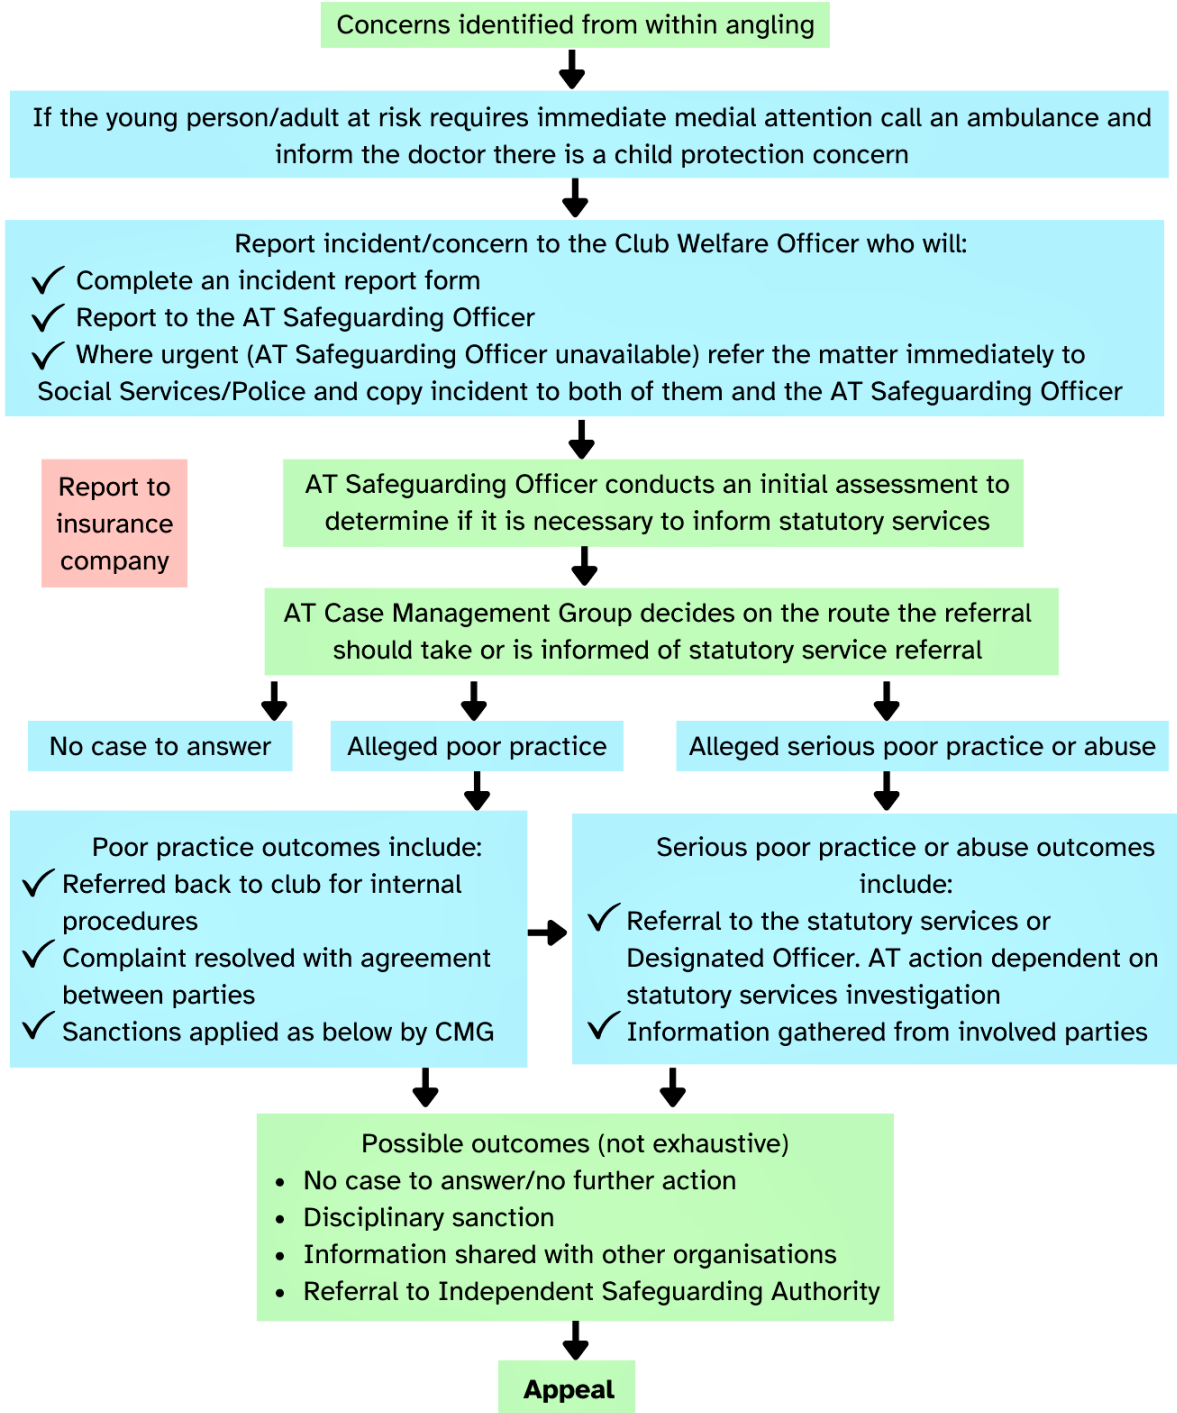 Concerns identified from within angling
If the young person/adult at risk requires immediate medial attention call an ambulance and
inform the doctor there is a child protection concern
Report incident/concern to the Club Welfare Officer who will:
✓ Complete an incident report form
✓ Report to the AT Safeguarding Officer
✓ Where urgent (AT Safeguarding Officer unavailable) refer the matter immediately to
Social Services/Police and copy incident to both of them and the AT Safeguarding Officer
Report to
insurance
company
AT Safeguarding Officer conducts an initial assessment to
determine if it is necessary to inform statutory services
AT Case Management Group decides on the route the referral
should take or is informed of statutory service referral
No case to answer
Alleged poor practice
Alleged serious poor practice or abuse
Poor practice outcomes include:
✓ Referred back to club for internal
procedures
✓ Complaint resolved with agreement
between parties
✓ Sanctions applied as below by CMG
Serious poor practice or abuse outcomes
include:
✓ Referral to the statutory services or
Designated Officer. AT action dependent on
statutory services investigation
✓ Information gathered from involved parties
Possible outcomes (not exhaustive)
• No case to answer/no further action
• Disciplinary sanction
• Information shared with other organisations
• Referral to Independent Safeguarding Authority
Appeal